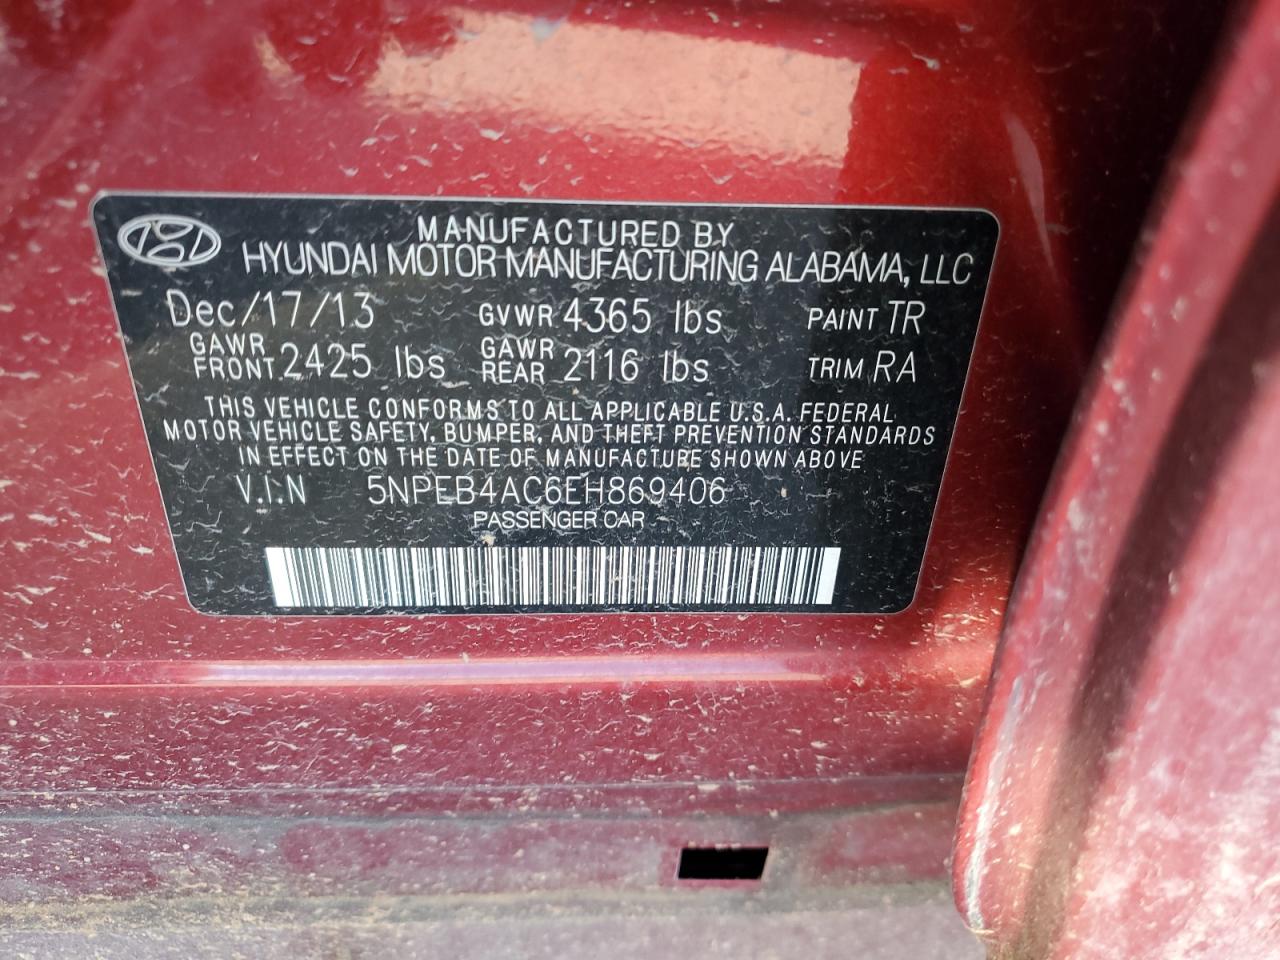 MANUFACTURED BY
HYUNDAI MOTOR MANUFACTURING ALABAMA, LLC
Dec/17/13 GVWR 4365 lbs PAINT TR
GAWR FRONT 2425 lbs GAWR REAR 2116 lbs TRIM RA
THIS VEHICLE CONFORMS TO ALL APPLICABLE U.S.A. FEDERAL
MOTOR VEHICLE SAFETY, BUMPER, AND THEFT PREVENTION STANDARDS
IN EFFECT ON THE DATE OF MANUFACTURE SHOWN ABOVE
V.I.N 5NPEB4AC6EH869406
PASSENGER CAR